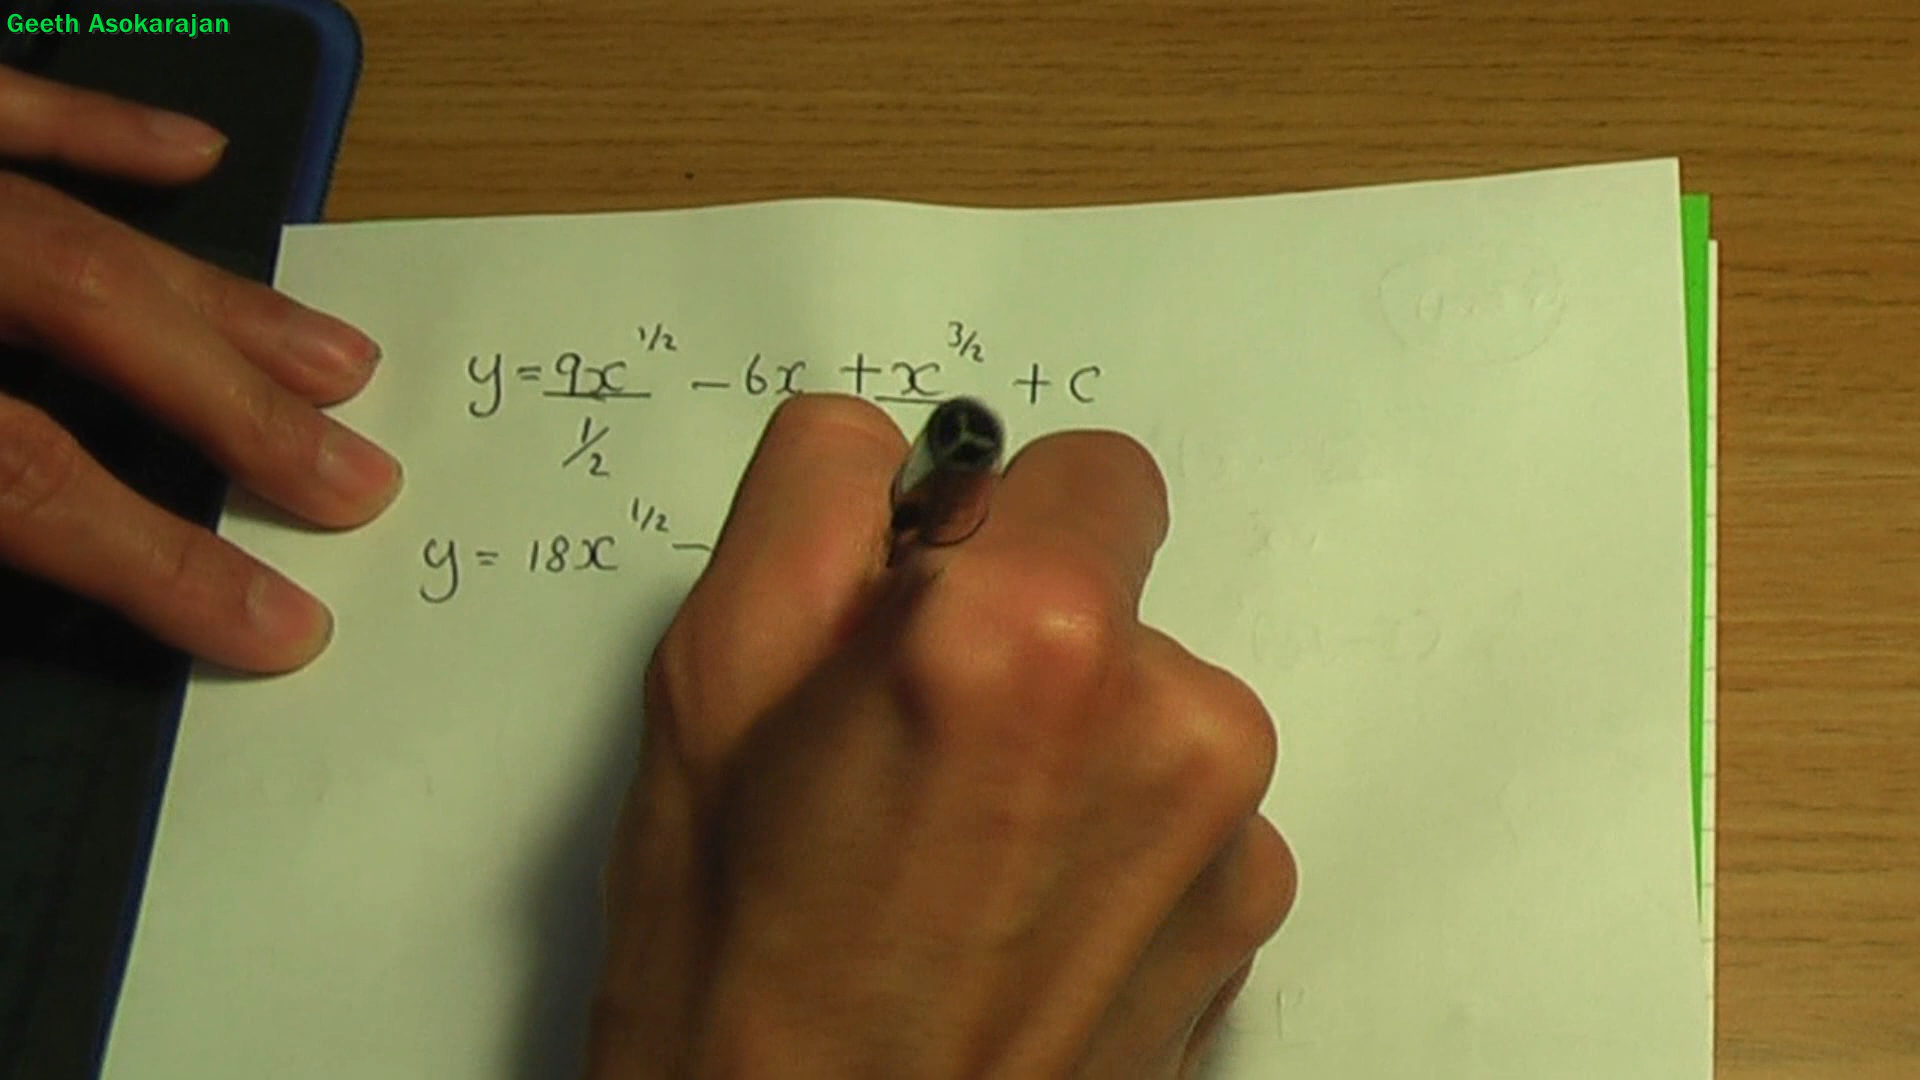 Geeth Asokarajan
y = 9x^1/2 - 6x + x^3/2 + c
1/2
y = 18x^1/2 -